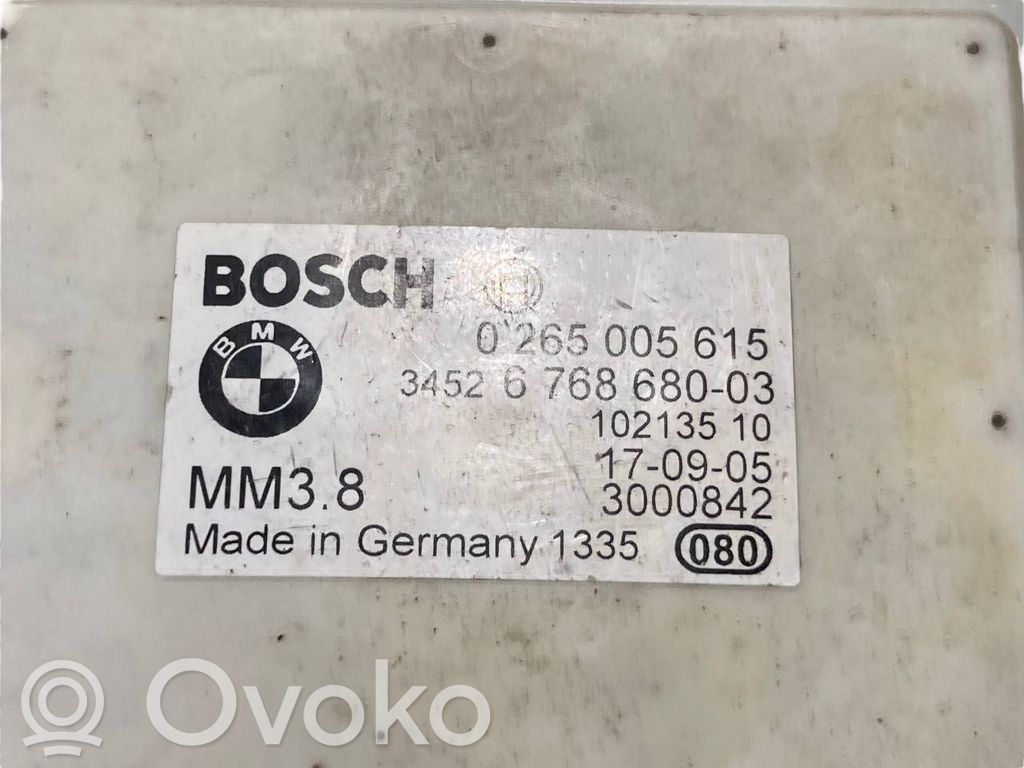 BOSCH
BMW
0 265 005 615
3452 6 768 680-03
102135 10
17-09-05
MM3.8
3000842
Made in Germany 1335 080
Ovoko